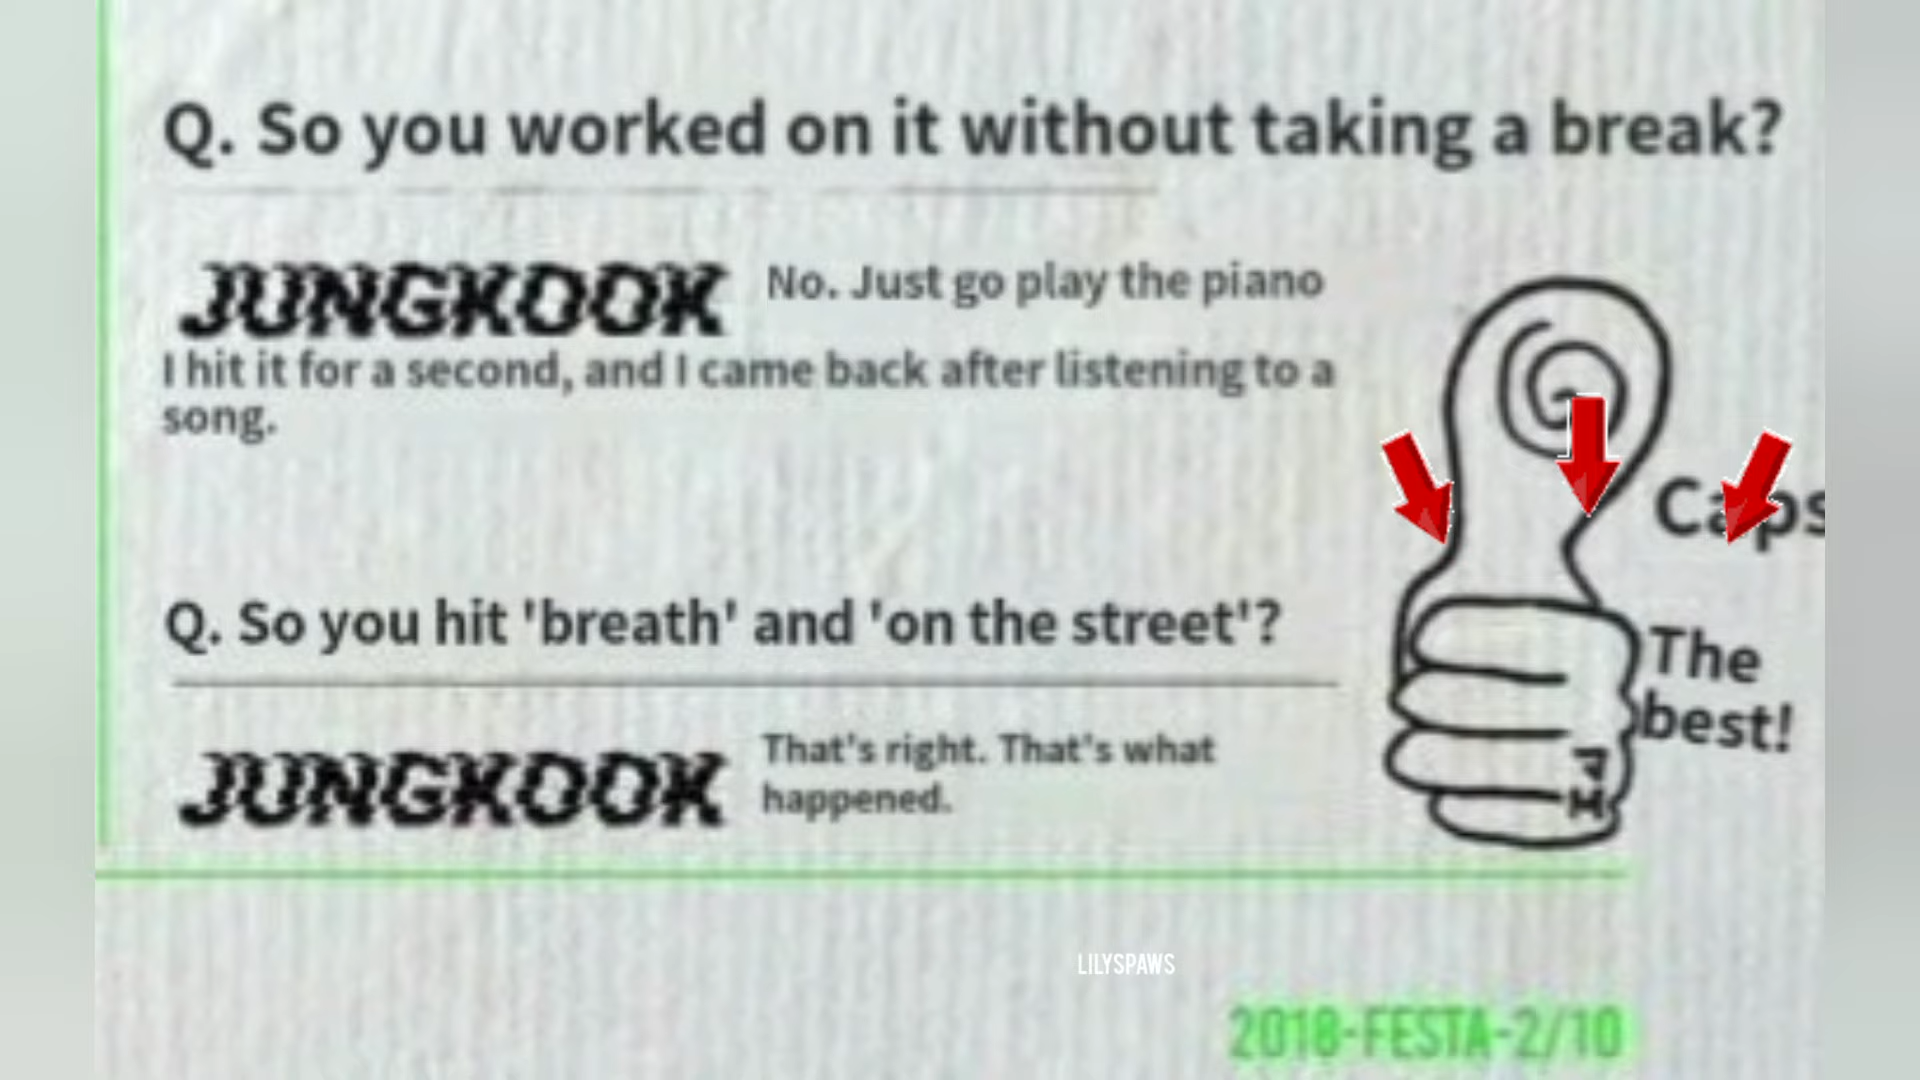 Q. So you worked on it without taking a break?
JUNGKOOK No. Just go play the piano
I hit it for a second, and I came back after listening to a
song.
Caps
Q. So you hit 'breath' and 'on the street'?
The
best!
JUNGKOOK That's right. That's what
happened.
LILYSPAWS
2018-FESTA-2/10